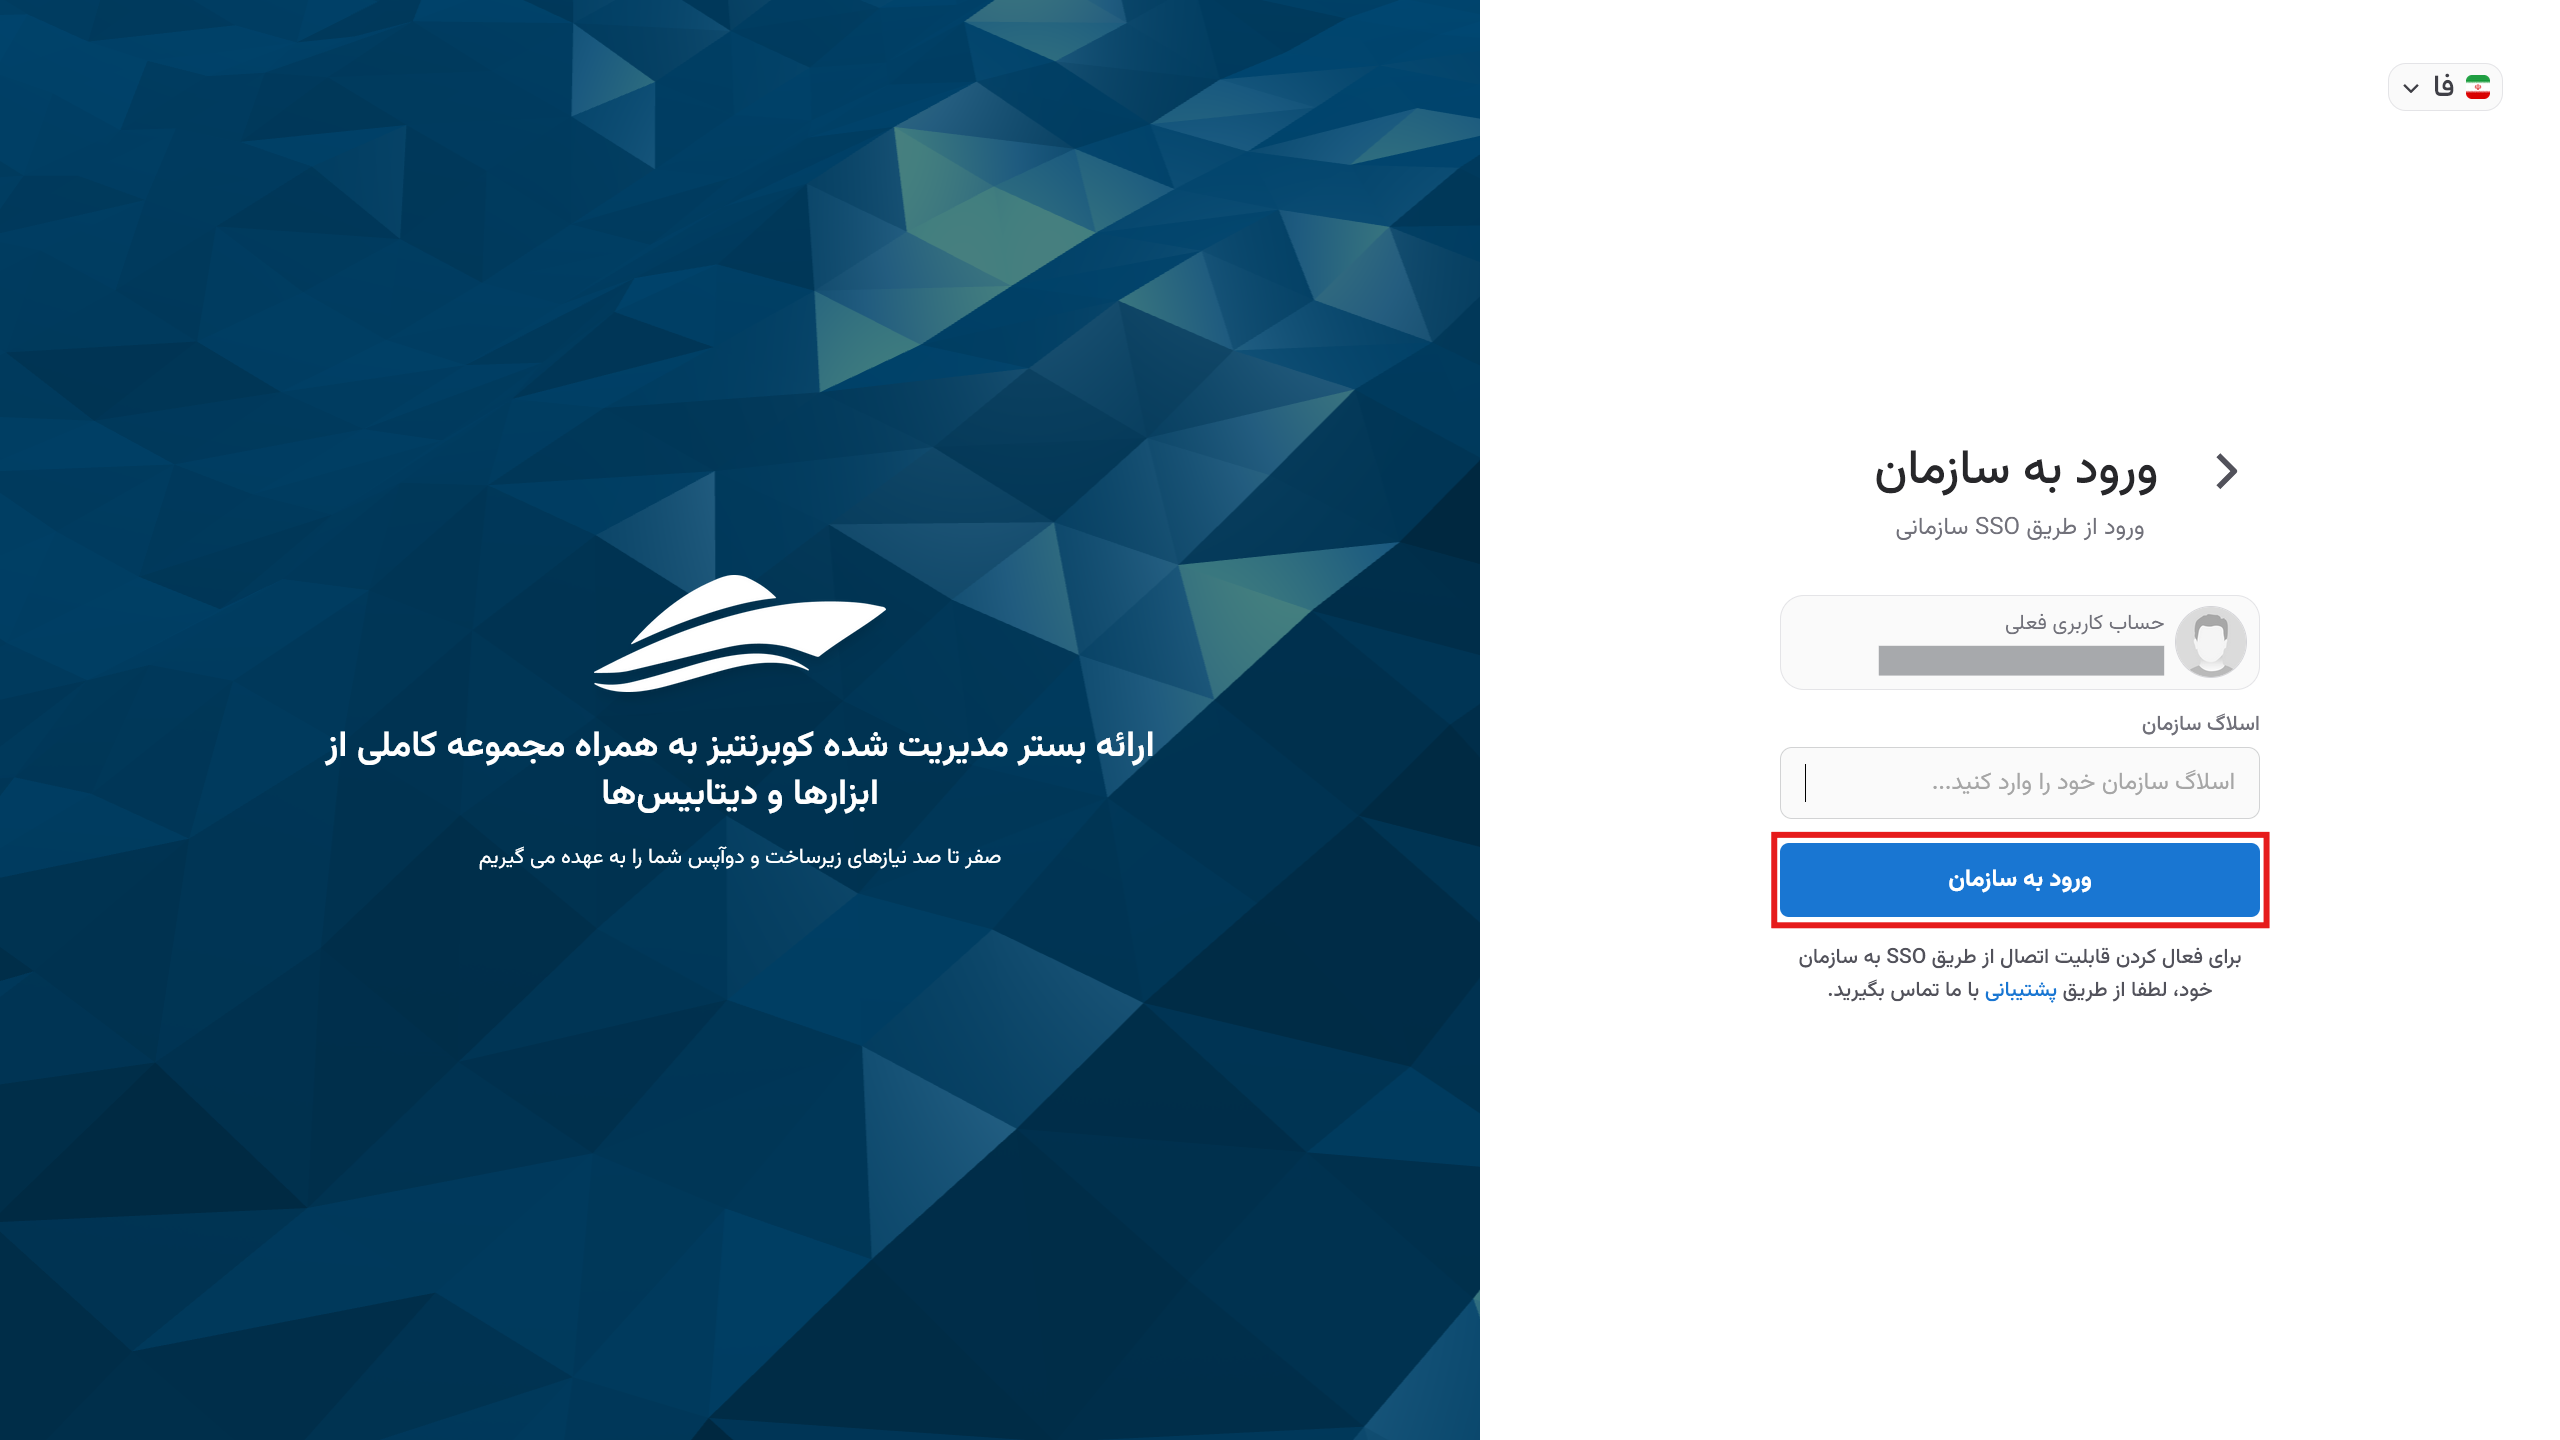 فا
ورود به سازمان
ورود از طریق SSO سازمانی
حساب کاربری فعلی
اسلاگ سازمان
اسلاگ سازمان خود را وارد کنید...
ورود به سازمان
برای فعال کردن قابلیت اتصال از طریق SSO به سازمان
خود، لطفا از طریق پشتیبانی با ما تماس بگیرید.
ارائه بستر مدیریت شده کوبرنتیز به همراه مجموعه کاملی از
ابزارها و دیتابیس‌ها
صفر تا صد نیازهای زیرساخت و دوآپس شما را به عهده می گیریم